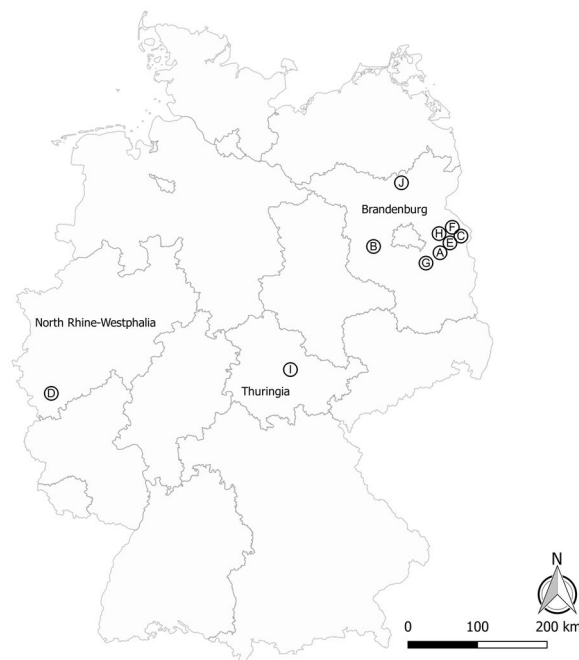 J
Brandenburg
F
H
C
E
B
A
G
North Rhine-Westphalia
I
D
Thuringia
N
0 100 200 km